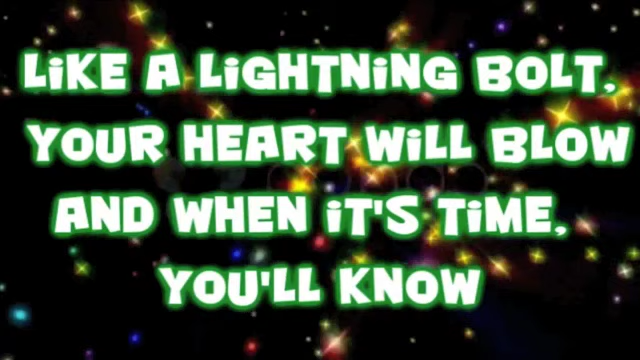 LIKE A LIGHTNING BOLT,
YOUR HEART WILL BLOW
AND WHEN IT'S TIME,
YOU'LL KNOW